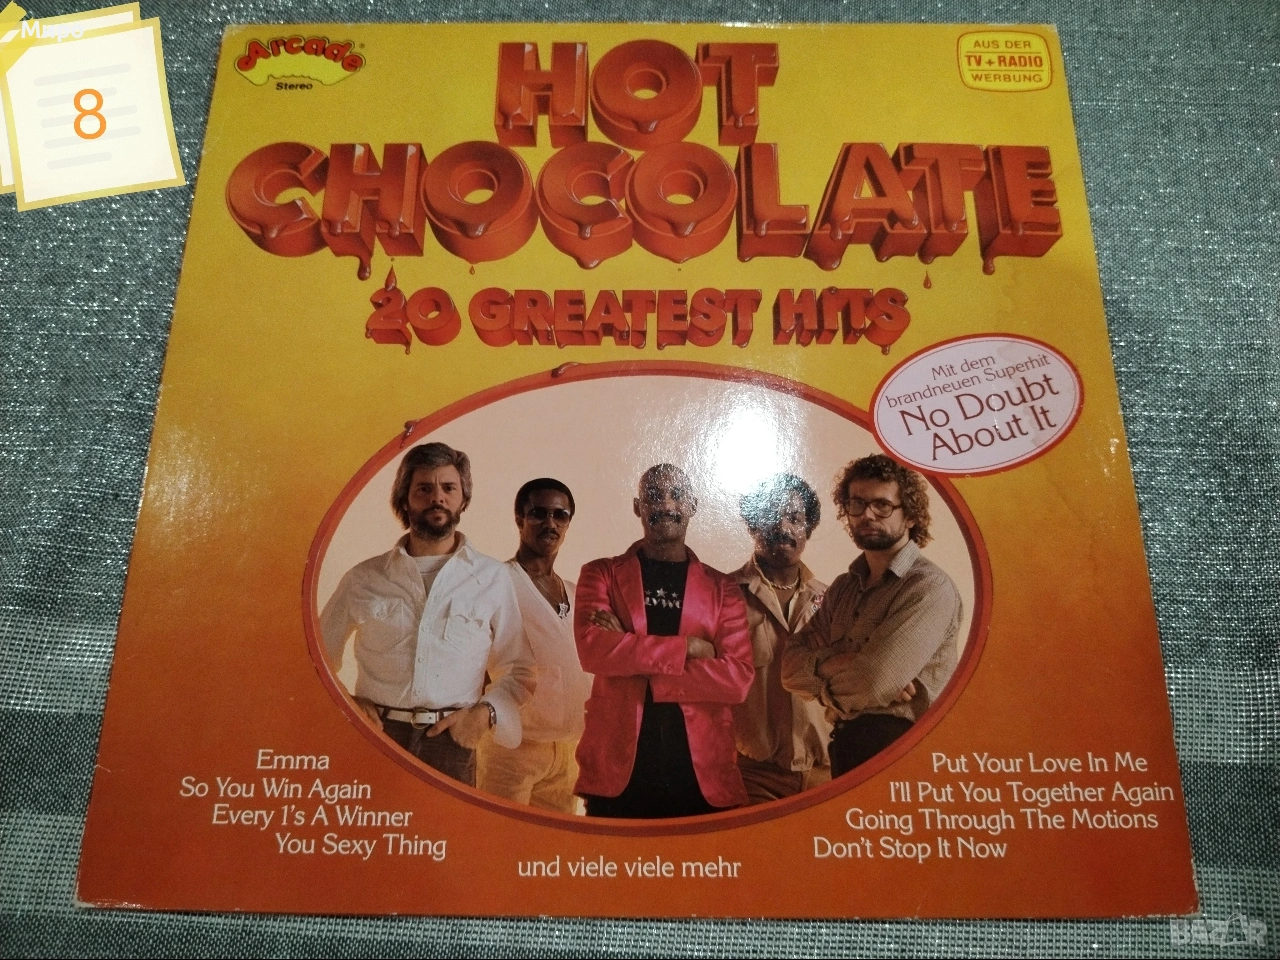 Миро
8
Arcade
Stereo
AUS DER
TV + RADIO
WERBUNG
HOT
CHOCOLATE
20 GREATEST HITS
Mit dem
brandneuen Superhit
No Doubt
About It
Emma
So You Win Again
Every 1's A Winner
You Sexy Thing
Put Your Love In Me
I'll Put You Together Again
Going Through The Motions
Don't Stop It Now
und viele viele mehr
BAZAR